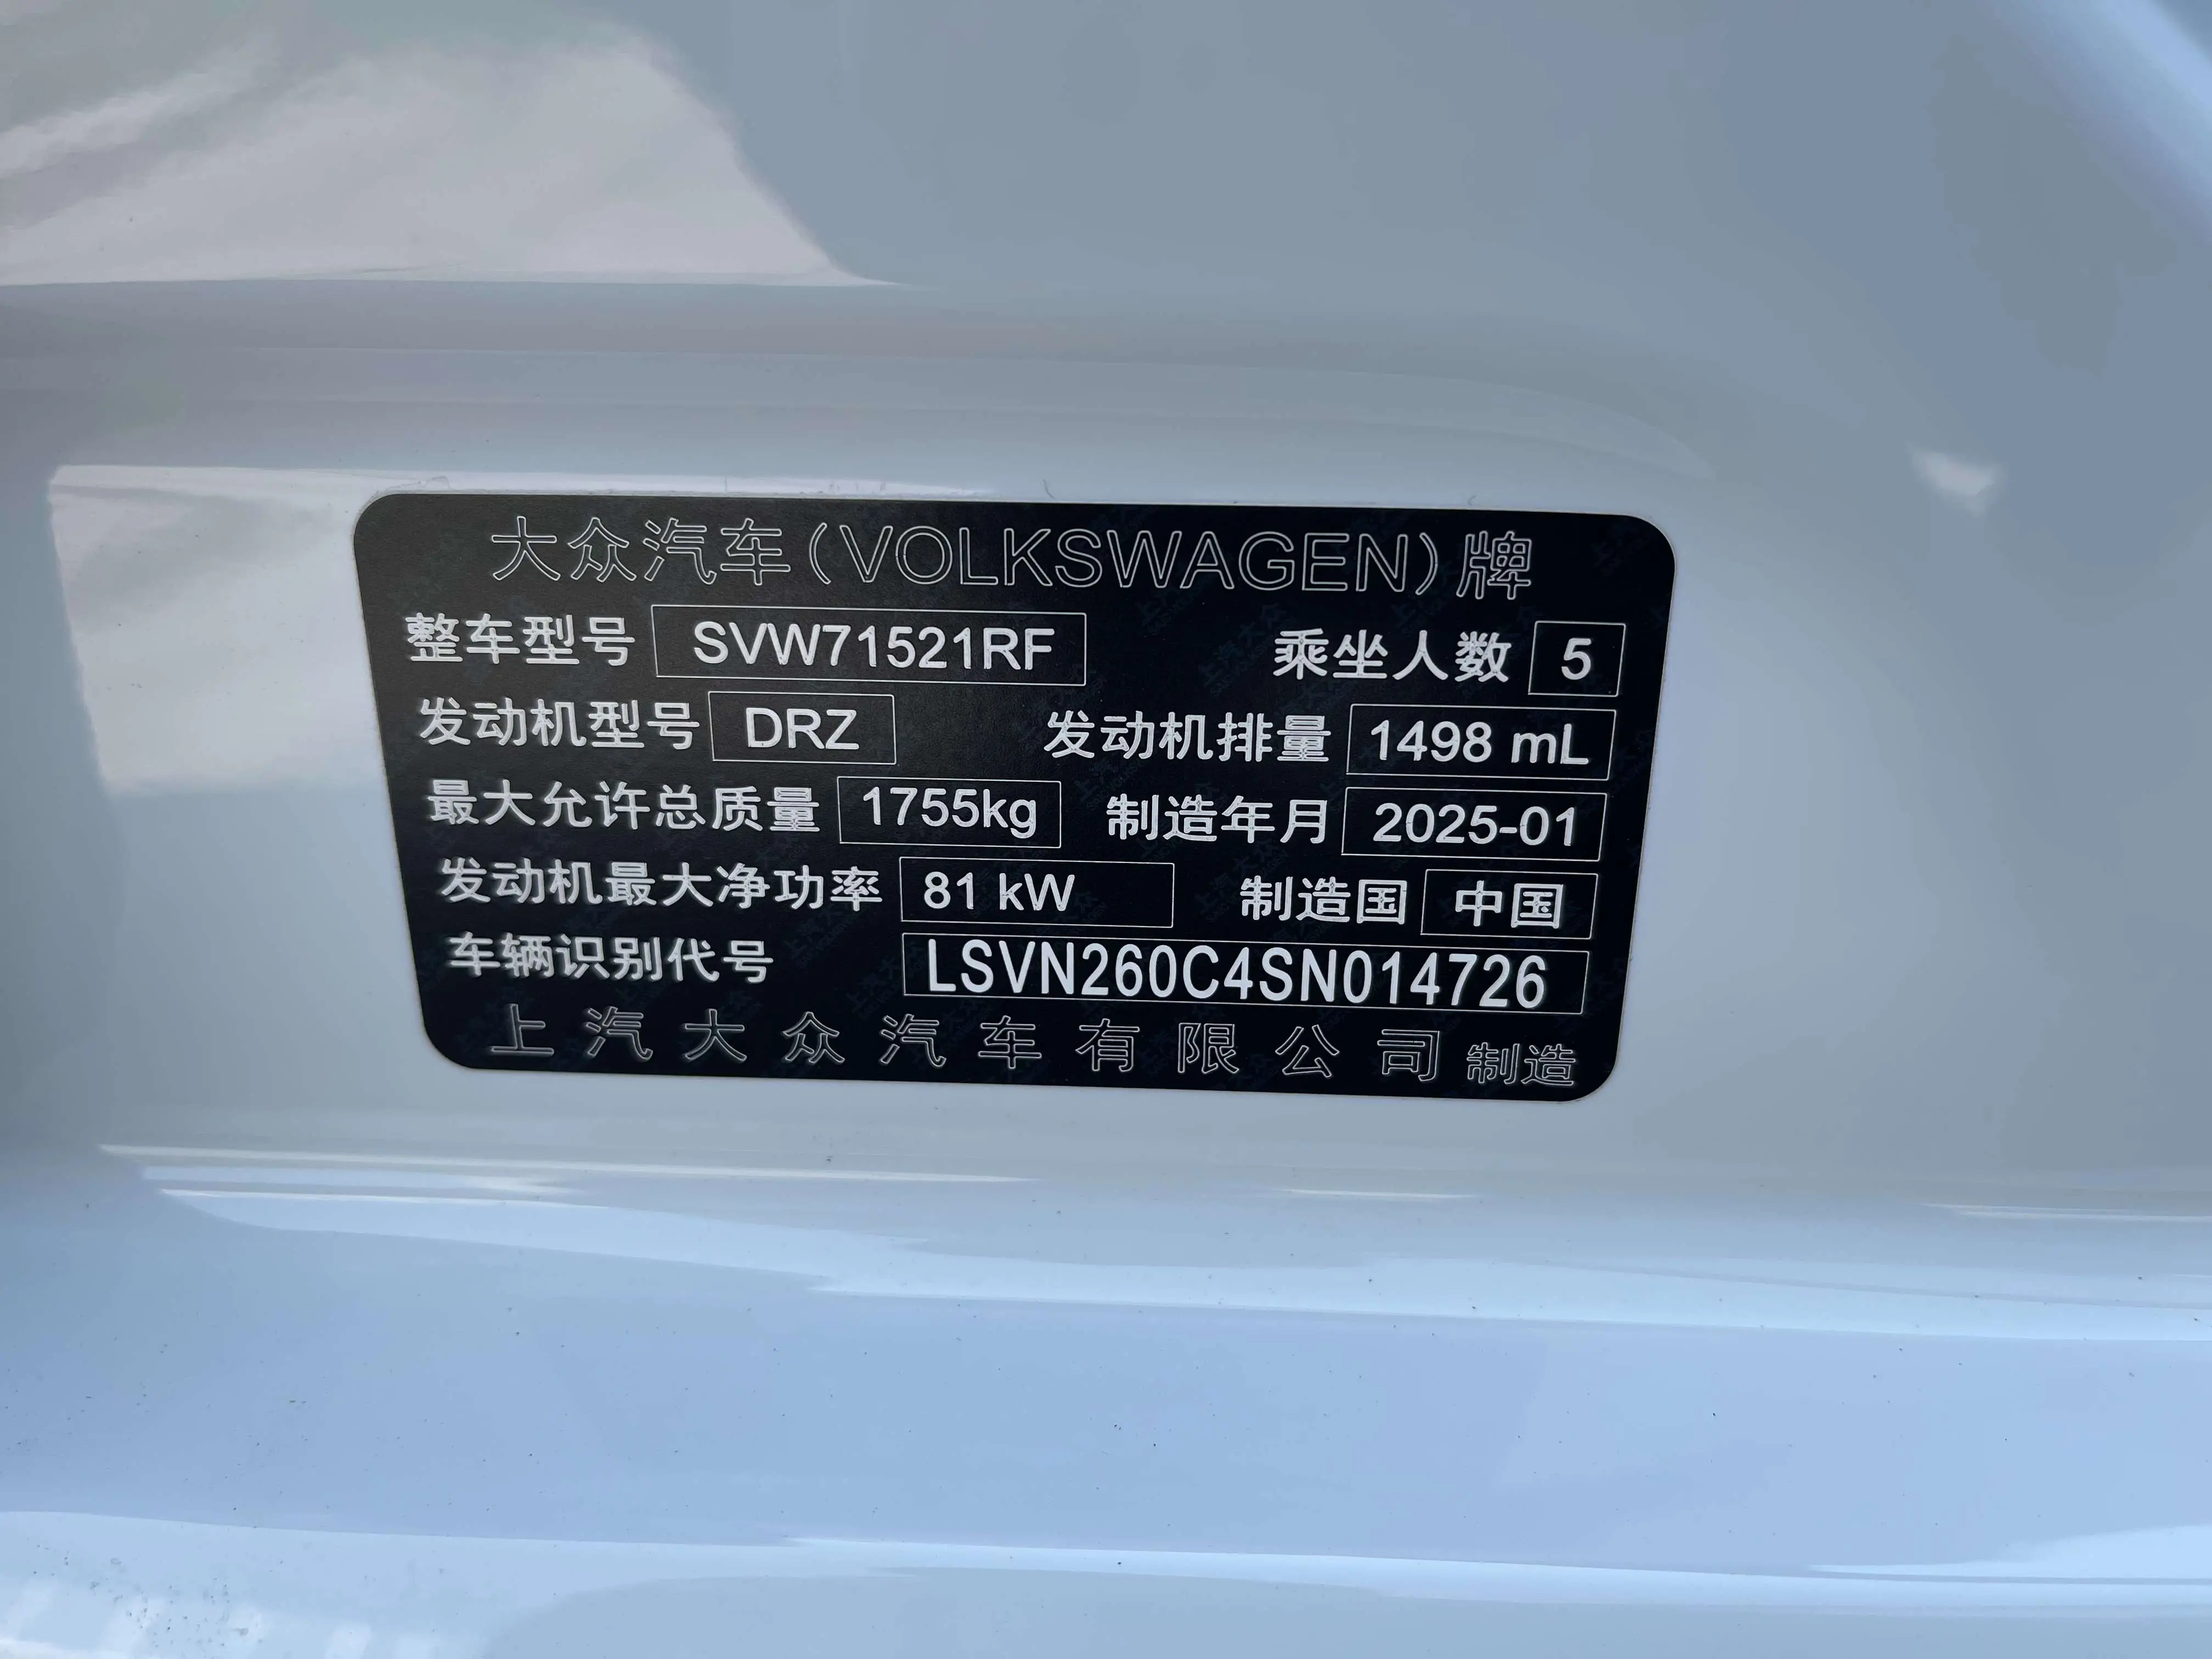 大众汽车(VOLKSWAGEN)牌
整车型号 SVW71521RF 乘坐人数 5
发动机型号 DRZ 发动机排量 1498 mL
最大允许总质量 1755kg 制造年月 2025-01
发动机最大净功率 81 kW 制造国 中国
车辆识别代号 LSVN260C4SN014726
上汽大众汽车有限公司 制造